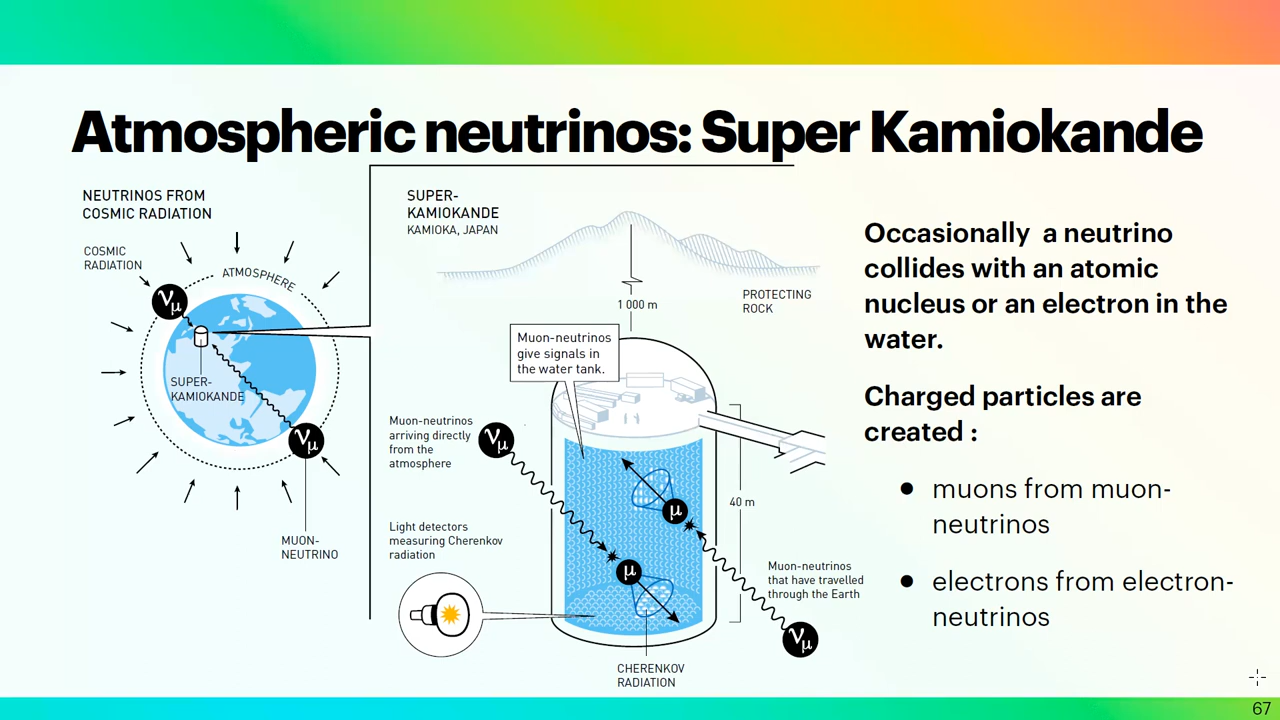 Atmospheric neutrinos: Super Kamiokande
NEUTRINOS FROM
COSMIC RADIATION
COSMIC
RADIATION
ATMOSPHERE
νμ
SUPER-
KAMIOKANDE
νμ
MUON-
NEUTRINO
SUPER-
KAMIOKANDE
KAMIOKA, JAPAN
1 000 m
PROTECTING
ROCK
Muon-neutrinos
give signals in
the water tank.
Muon-neutrinos
arriving directly
from the
atmosphere
νμ
μ
40 m
Light detectors
measuring Cherenkov
radiation
μ
Muon-neutrinos
that have travelled
through the Earth
νμ
CHERENKOV
RADIATION
Occasionally a neutrino
collides with an atomic
nucleus or an electron in the
water.
Charged particles are
created :
● muons from muon-
neutrinos
● electrons from electron-
neutrinos
67